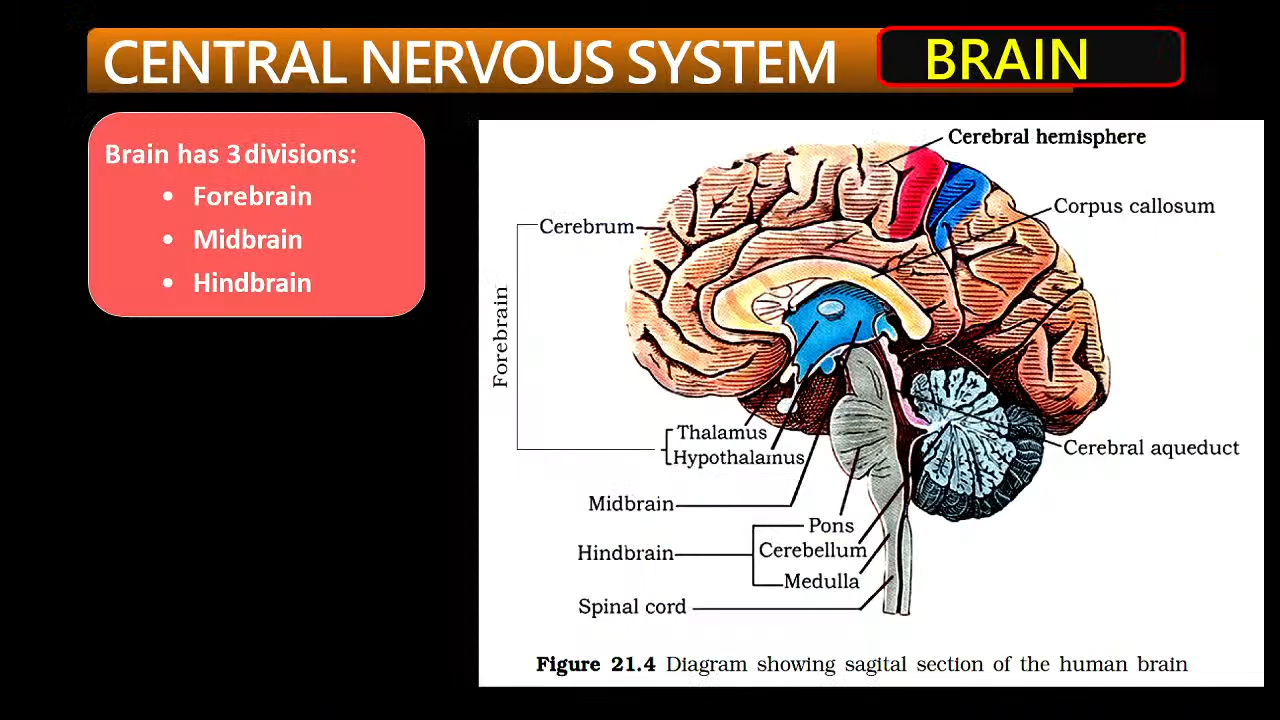 CENTRAL NERVOUS SYSTEM
BRAIN
Brain has 3 divisions:
• Forebrain
• Midbrain
• Hindbrain
Cerebral hemisphere
Corpus callosum
Cerebrum
Forebrain
Thalamus
Hypothalamus
Cerebral aqueduct
Midbrain
Pons
Hindbrain
Cerebellum
Medulla
Spinal cord
Figure 21.4 Diagram showing sagital section of the human brain